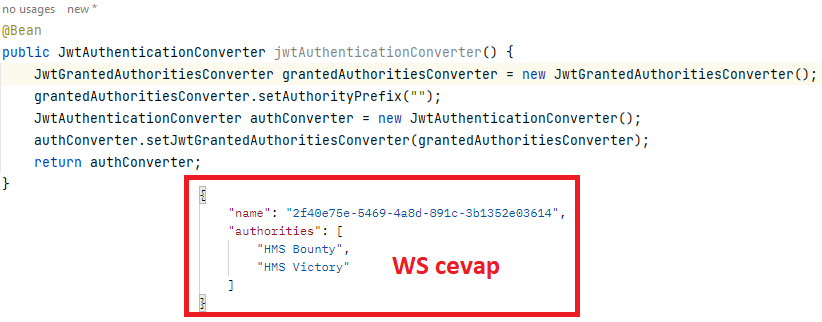 no usages   new *
@Bean
public JwtAuthenticationConverter jwtAuthenticationConverter() {
    JwtGrantedAuthoritiesConverter grantedAuthoritiesConverter = new JwtGrantedAuthoritiesConverter();
    grantedAuthoritiesConverter.setAuthorityPrefix("");
    JwtAuthenticationConverter authConverter = new JwtAuthenticationConverter();
    authConverter.setJwtGrantedAuthoritiesConverter(grantedAuthoritiesConverter);
    return authConverter;
}
{
    "name": "2f40e75e-5469-4a8d-891c-3b1352e03614",
    "authorities": [
        "HMS Bounty",
        "HMS Victory"
    ]
}
WS cevap